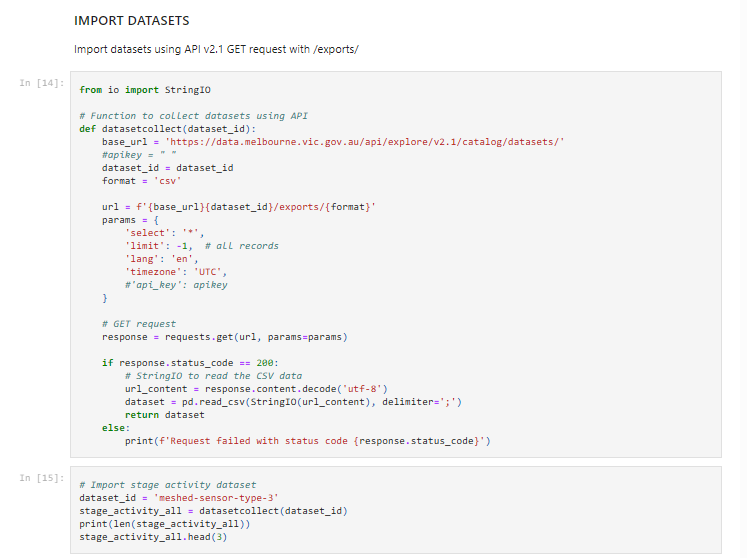 IMPORT DATASETS
Import datasets using API v2.1 GET request with /exports/
In [14]:
from io import StringIO
# Function to collect datasets using API
def datasetcollect(dataset_id):
    base_url = 'https://data.melbourne.vic.gov.au/api/explore/v2.1/catalog/datasets/'
    #apikey = " "
    dataset_id = dataset_id
    format = 'csv'
    url = f'{base_url}{dataset_id}/exports/{format}'
    params = {
        'select': '*',
        'limit': -1,  # all records
        'lang': 'en',
        'timezone': 'UTC',
        #'api_key': apikey
    }
    # GET request
    response = requests.get(url, params=params)
    if response.status_code == 200:
        # StringIO to read the CSV data
        url_content = response.content.decode('utf-8')
        dataset = pd.read_csv(StringIO(url_content), delimiter=';')
        return dataset
    else:
        print(f'Request failed with status code {response.status_code}')
In [15]:
# Import stage activity dataset
dataset_id = 'meshed-sensor-type-3'
stage_activity_all = datasetcollect(dataset_id)
print(len(stage_activity_all))
stage_activity_all.head(3)